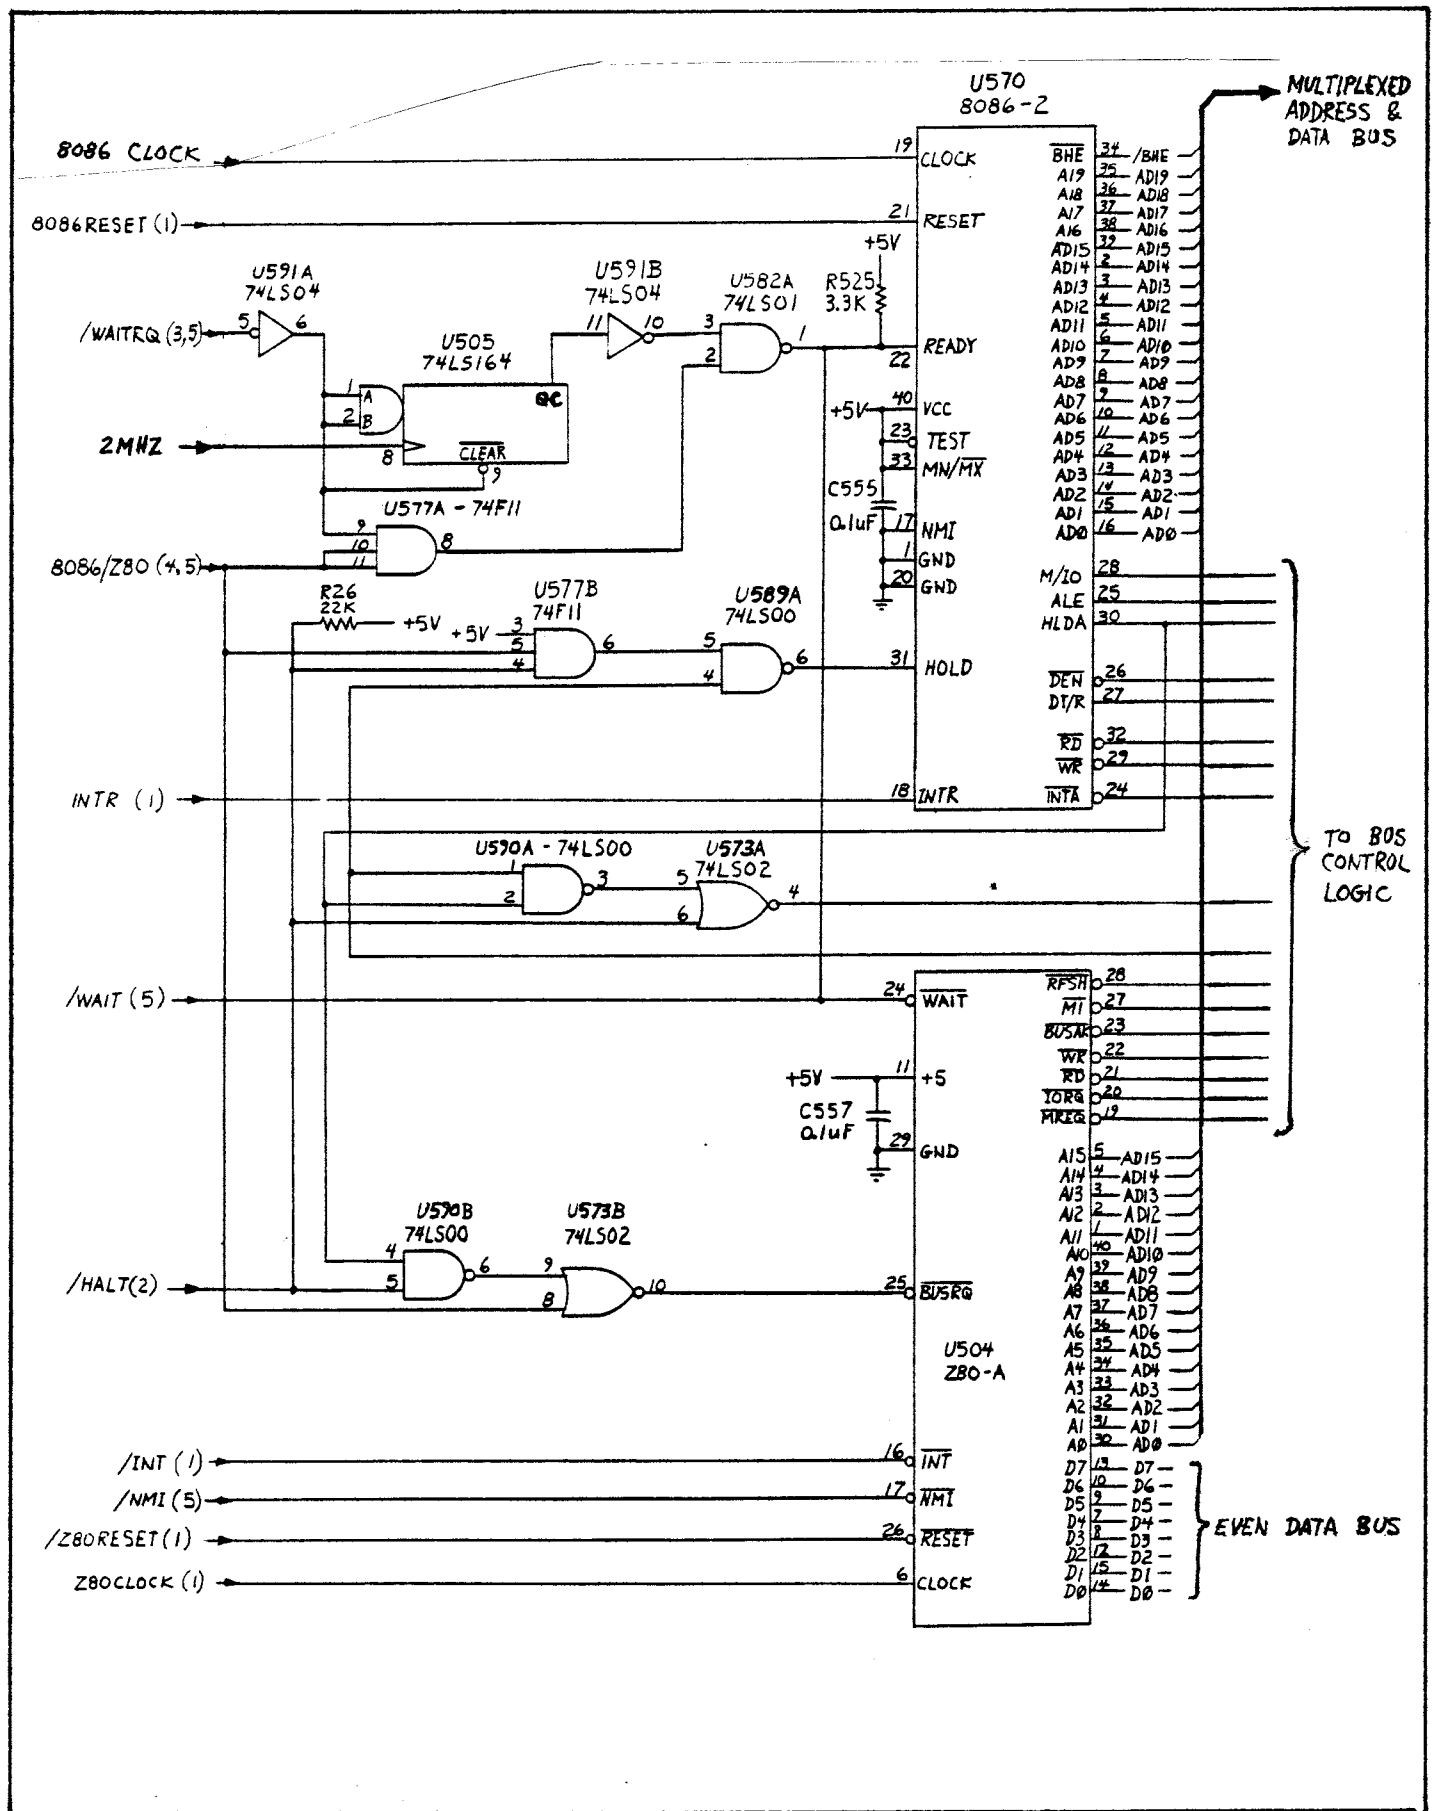 U570
8086-2
MULTIPLEXED
ADDRESS &
DATA BUS
8086 CLOCK
19 CLOCK
8086RESET (1)
21 RESET
+5V
R525
3.3K
U591A
74LS04
/WAITRQ (3,5)
5 6
U505
74LS164
1 A
2 B
QC
2MHZ
8
CLEAR
9
U591B
74LS04
11 10
U582A
74LS01
3
2
1
22 READY
+5V
40 VCC
23 TEST
33 MN/MX
C555
0.1uF
17 NMI
1 GND
20 GND
U577A - 74F11
9
10
11
8
8086/Z80 (4,5)
R26
22K
+5V
U577B
74F11
+5V 3
5
4
6
U589A
74LS00
5
4
6
31 HOLD
INTR (1)
18 INTR
BHE 34 /BHE
A19 35 AD19
A18 36 AD18
A17 37 AD17
A16 38 AD16
AD15 39 AD15
AD14 2 AD14
AD13 3 AD13
AD12 4 AD12
AD11 5 AD11
AD10 6 AD10
AD9 7 AD9
AD8 8 AD8
AD7 9 AD7
AD6 10 AD6
AD5 11 AD5
AD4 12 AD4
AD3 13 AD3
AD2 14 AD2
AD1 15 AD1
ADØ 16 ADØ
M/IO 28
ALE 25
HLDA 30
DEN 26
DT/R 27
RD 32
WR 29
INTA 24
TO BUS
CONTROL
LOGIC
U590A - 74LS00
1
2
3
U573A
74LS02
5
6
4
/WAIT (5)
24 WAIT
+5V
11 +5
C557
0.1uF
29 GND
RFSH 28
M1 27
BUSAK 23
WR 22
RD 21
IORQ 20
MREQ 19
U590B
74LS00
4
5
6
U573B
74LS02
9
8
10
/HALT(2)
25 BUSRQ
U504
Z80-A
A15 5 AD15
A14 4 AD14
A13 3 AD13
A12 2 AD12
A11 1 AD11
A10 40 AD10
A9 39 AD9
A8 38 AD8
A7 37 AD7
A6 36 AD6
A5 35 AD5
A4 34 AD4
A3 33 AD3
A2 32 AD2
A1 31 AD1
AØ 30 ADØ
D7 13 D7
D6 10 D6
D5 9 D5
D4 7 D4
D3 8 D3
D2 12 D2
D1 15 D1
DØ 14 DØ
EVEN DATA BUS
/INT (1)
16 INT
/NMI (5)
17 NMI
/Z80RESET (1)
26 RESET
Z80CLOCK (1)
6 CLOCK